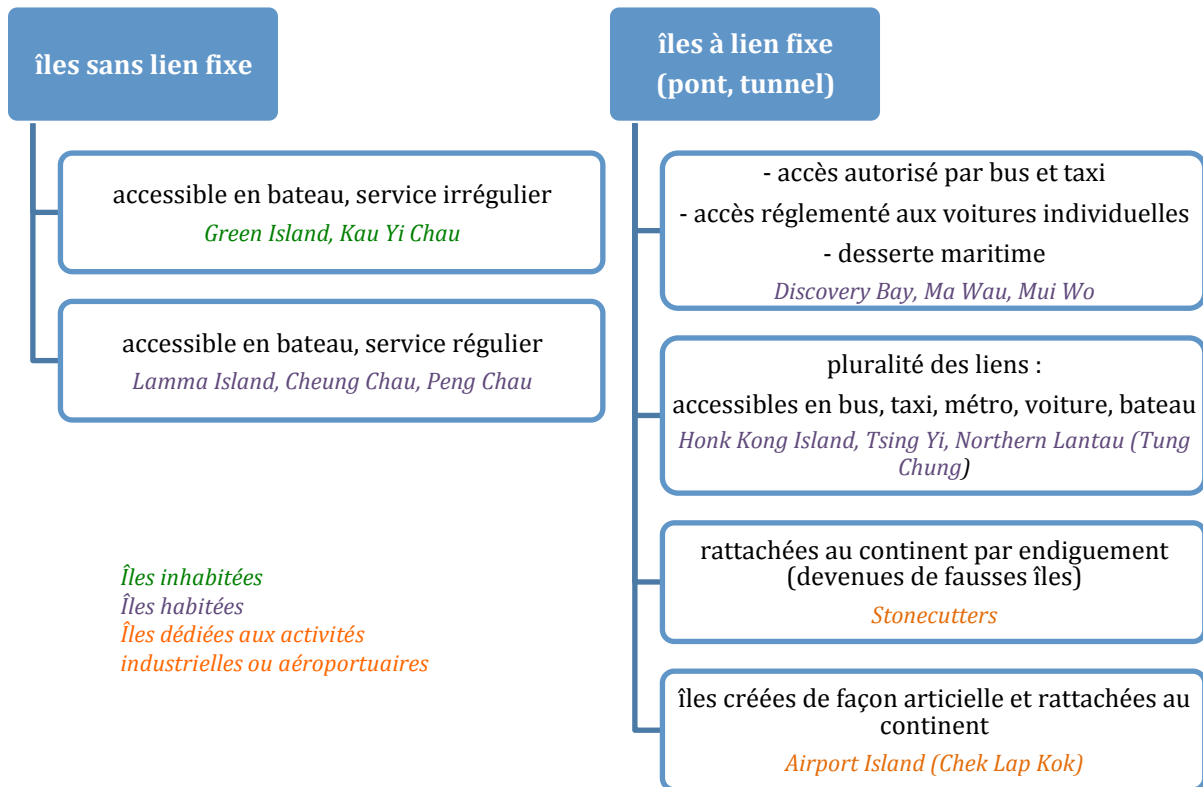 îles sans lien fixe
accessible en bateau, service irrégulier
Green Island, Kau Yi Chau
accessible en bateau, service régulier
Lamma Island, Cheung Chau, Peng Chau
Îles inhabitées
Îles habitées
Îles dédiées aux activités
industrielles ou aéroportuaires
îles à lien fixe
(pont, tunnel)
- accès autorisé par bus et taxi
- accès réglementé aux voitures individuelles
- desserte maritime
Discovery Bay, Ma Wau, Mui Wo
pluralité des liens :
accessibles en bus, taxi, métro, voiture, bateau
Honk Kong Island, Tsing Yi, Northern Lantau (Tung
Chung)
rattachées au continent par endiguement
(devenues de fausses îles)
Stonecutters
îles créées de façon articielle et rattachées au
continent
Airport Island (Chek Lap Kok)